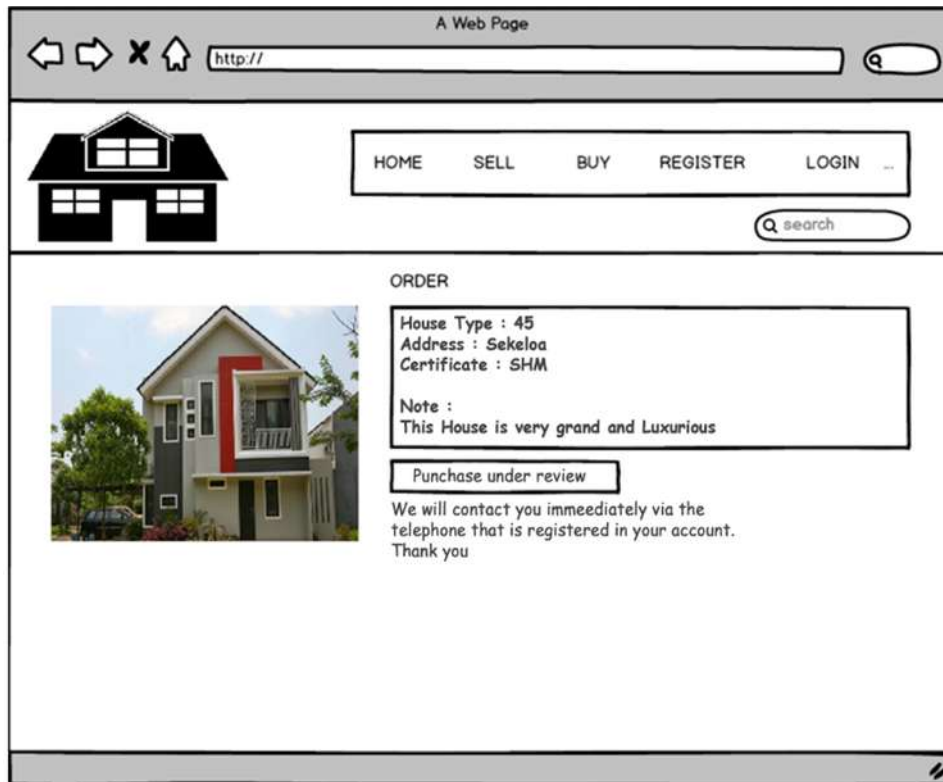 A Web Page
http://
HOME SELL BUY REGISTER LOGIN ...
search
ORDER
House Type : 45
Address : Sekeloa
Certificate : SHM
Note :
This House is very grand and Luxurious
Punchase under review
We will contact you immeediately via the
telephone that is registered in your account.
Thank you